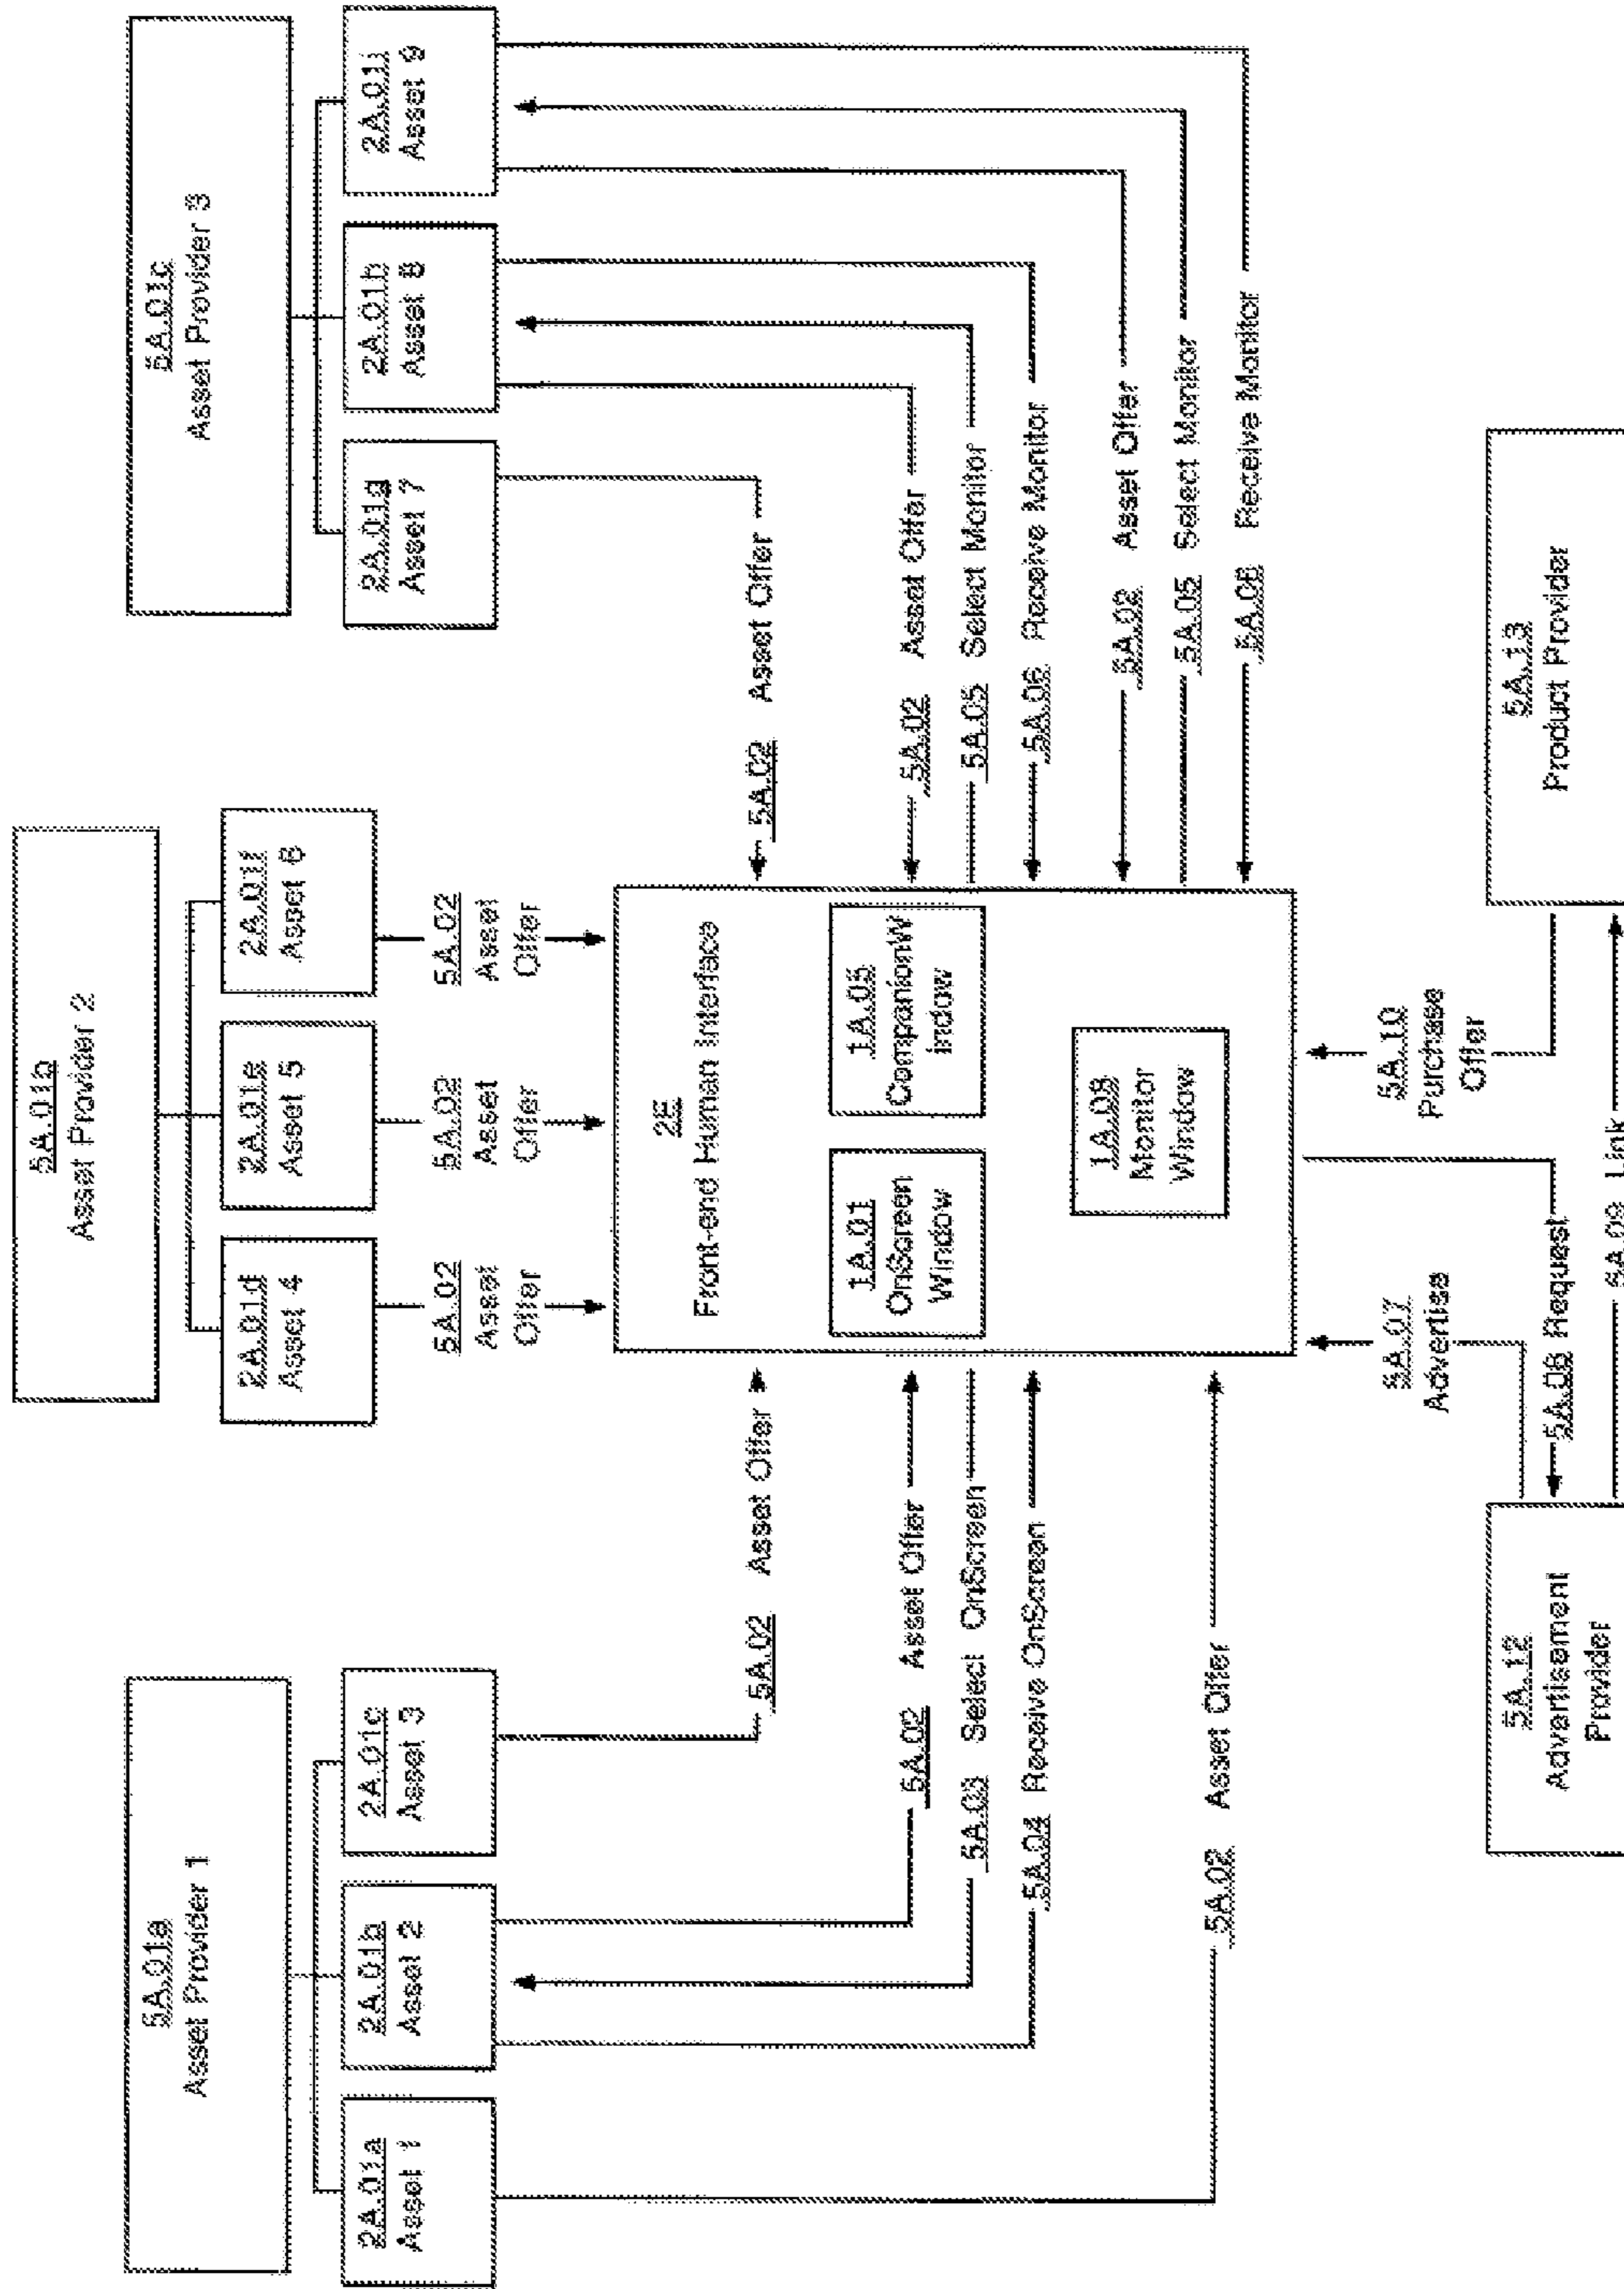 5A.01b
Asset Provider 2
5A.01a
Asset Provider 1
5A.01c
Asset Provider 3
2A.01d
Asset 4
2A.01e
Asset 5
2A.01f
Asset 6
2A.01a
Asset 1
2A.01b
Asset 2
2A.01c
Asset 3
2A.01g
Asset 7
2A.01h
Asset 8
2A.01i
Asset 9
5A.02
Asset
Offer
5A.02
Asset
Offer
5A.02
Asset
Offer
2E
Front-end Human Interface
1A.01
OnScreen
Window
1A.05
CompanionW
indow
1A.09
Monitor
Window
5A.02 Asset Offer
5A.02 Asset Offer
5A.03 Select OnScreen
5A.04 Receive OnScreen
5A.02 Asset Offer
5A.02 Asset Offer
5A.02 Asset Offer
5A.05 Select Monitor
5A.06 Receive Monitor
5A.02 Asset Offer
5A.05 Select Monitor
5A.06 Receive Monitor
5A.07
Advertise
5A.10
Purchase
Offer
5A.08 Request
5A.09 Link
5A.12
Advertisement
Provider
5A.13
Product Provider